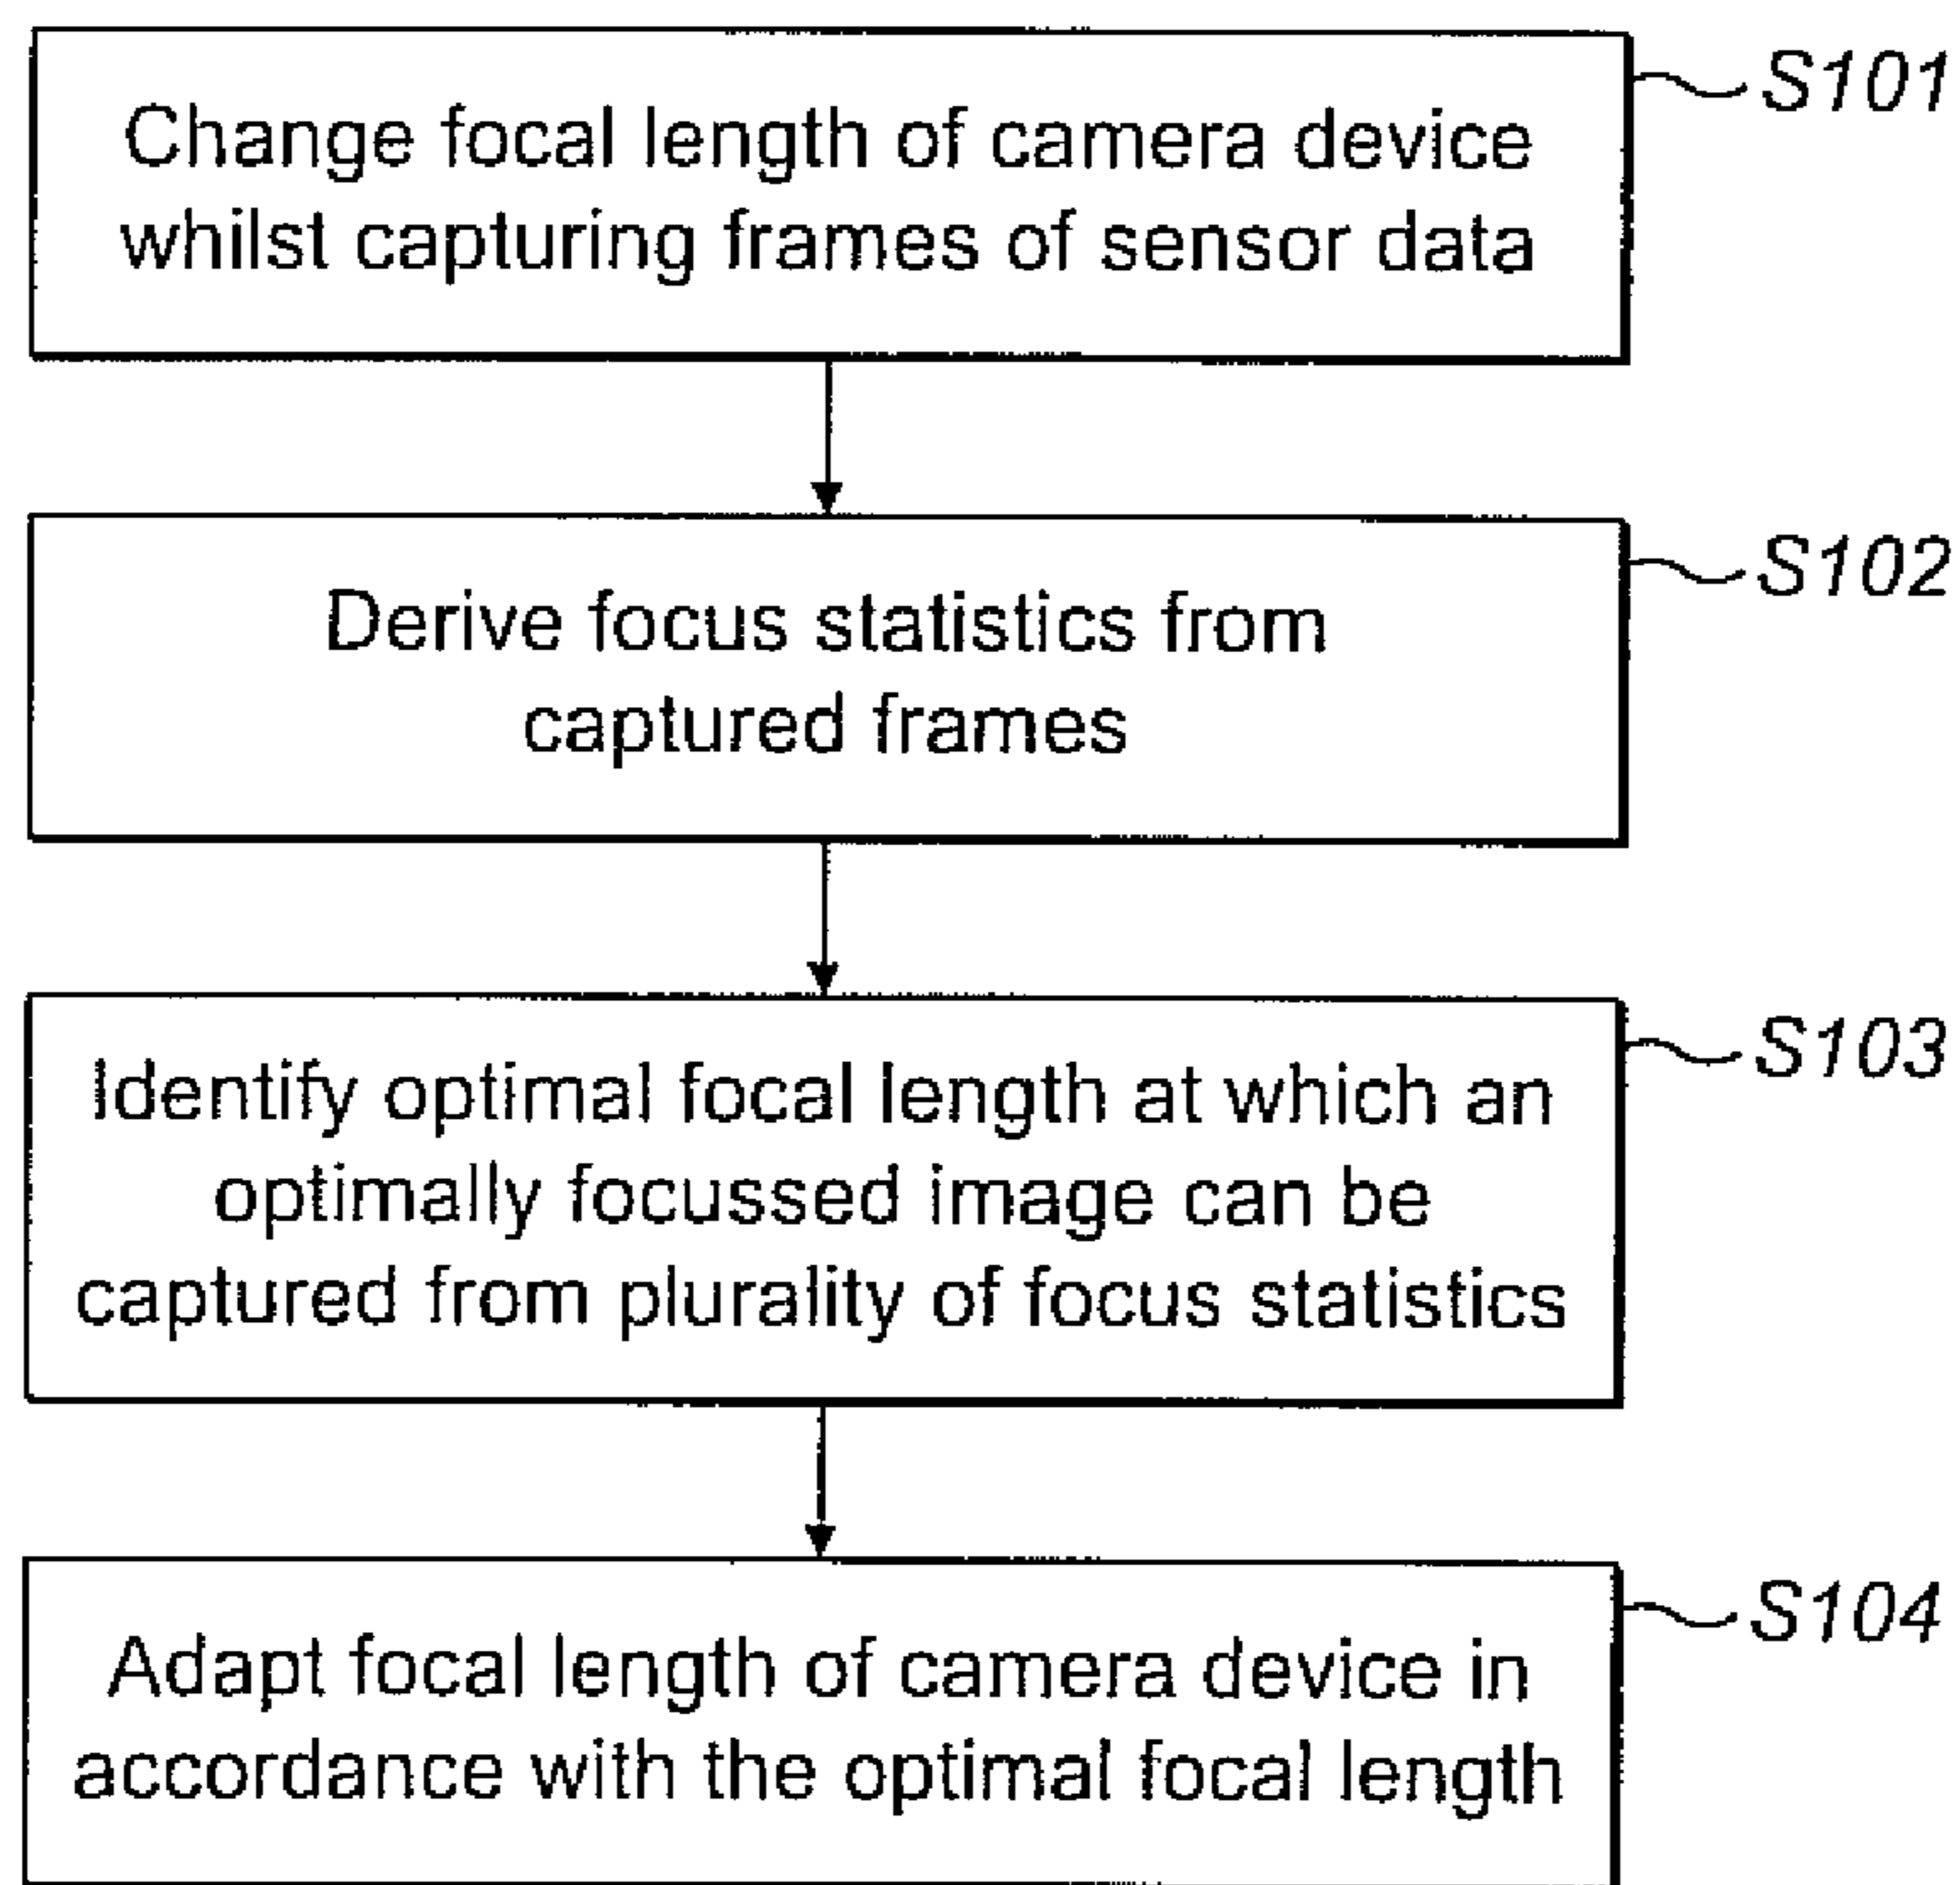 S101
Change focal length of camera device
whilst capturing frames of sensor data
S102
Derive focus statistics from
captured frames
S103
Identify optimal focal length at which an
optimally focussed image can be
captured from plurality of focus statistics
S104
Adapt focal length of camera device in
accordance with the optimal focal length